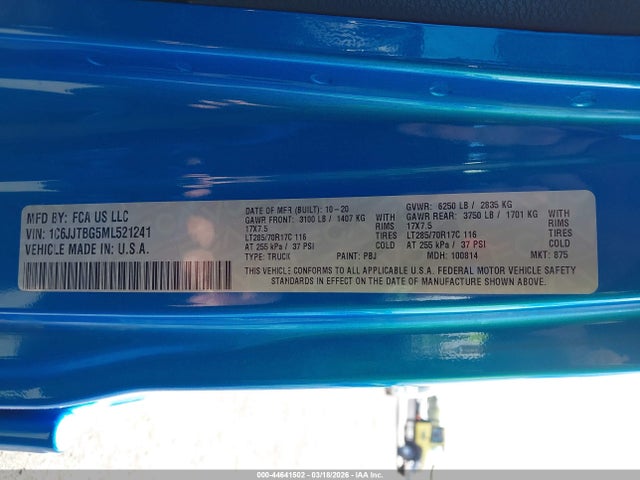 MFD BY: FCA US LLC
VIN: 1C6JJTBG5ML521241
VEHICLE MADE IN: U.S.A.
DATE OF MFR (BUILT): 10-20
GAWR FRONT: 3100 LB / 1407 KG WITH
17X7.5 RIMS
LT285/70R17C 116 TIRES
AT 255 kPa / 37 PSI COLD
TYPE: TRUCK PAINT: PBJ
GVWR: 6250 LB / 2835 KG
GAWR REAR: 3750 LB / 1701 KG WITH
17X7.5 RIMS
LT285/70R17C 116 TIRES
AT 255 kPa / 37 PSI COLD
MDH: 100814 MKT: 875
THIS VEHICLE CONFORMS TO ALL APPLICABLE U.S.A. FEDERAL MOTOR VEHICLE SAFETY
STANDARDS IN EFFECT ON THE DATE OF MANUFACTURE SHOWN ABOVE.
000-44641502 - 03/18/2026 - IAA Inc.